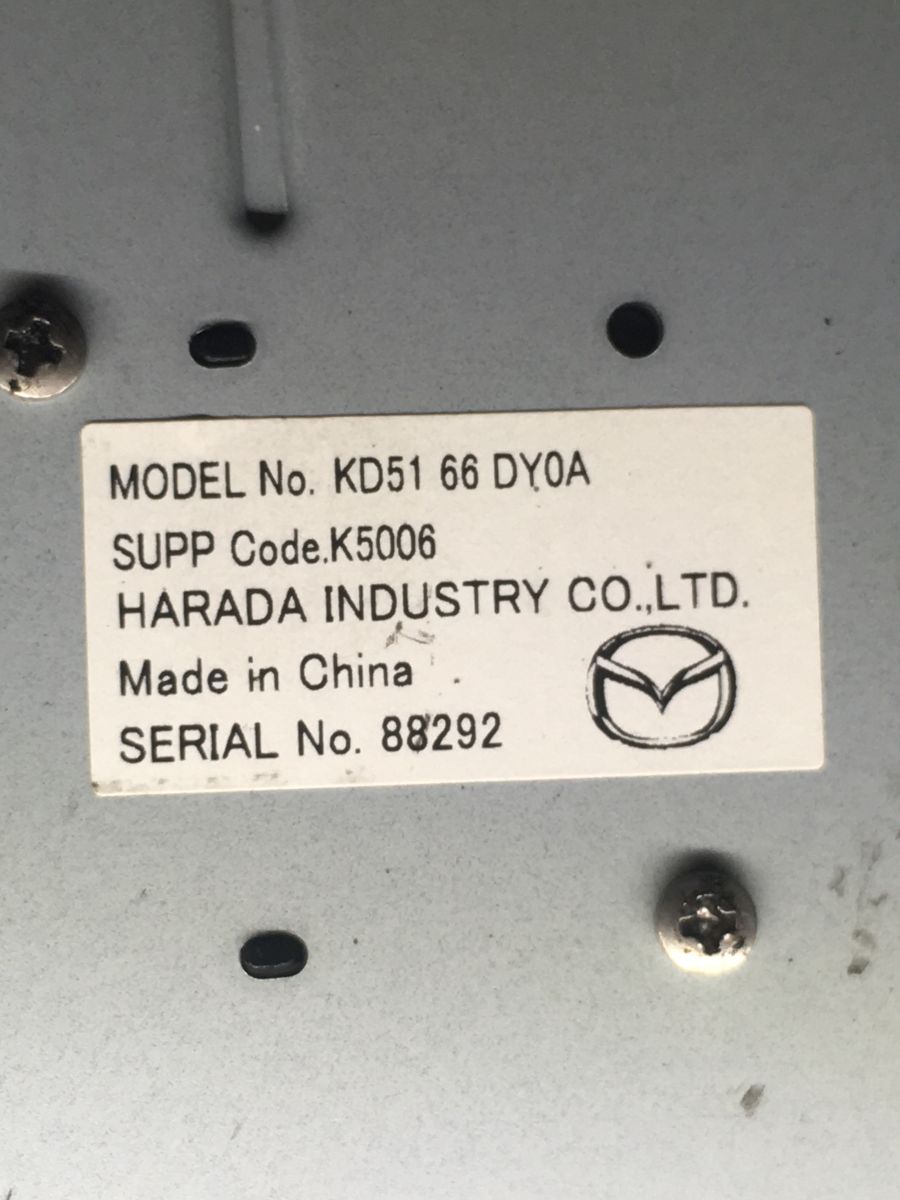 MODEL No. KD51 66 DY0A
SUPP Code.K5006
HARADA INDUSTRY CO.,LTD.
Made in China
SERIAL No. 88292